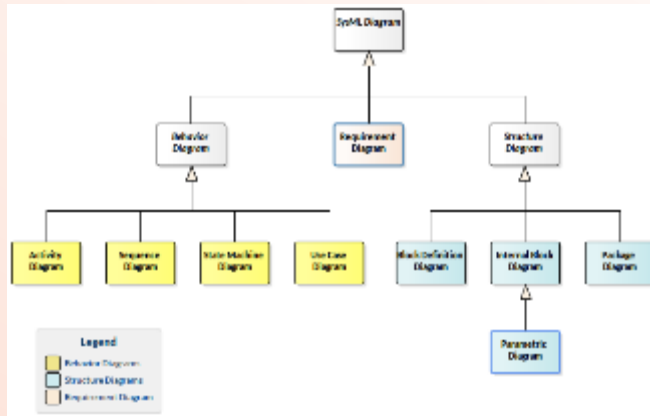 SysML Diagram
Behavior
Diagram
Requirement
Diagram
Structure
Diagram
Activity
Diagram
Sequence
Diagram
State Machine
Diagram
Use Case
Diagram
Block Definition
Diagram
Internal Block
Diagram
Package
Diagram
Parametric
Diagram
Legend
Behavior Diagrams
Structure Diagrams
Requirement Diagram